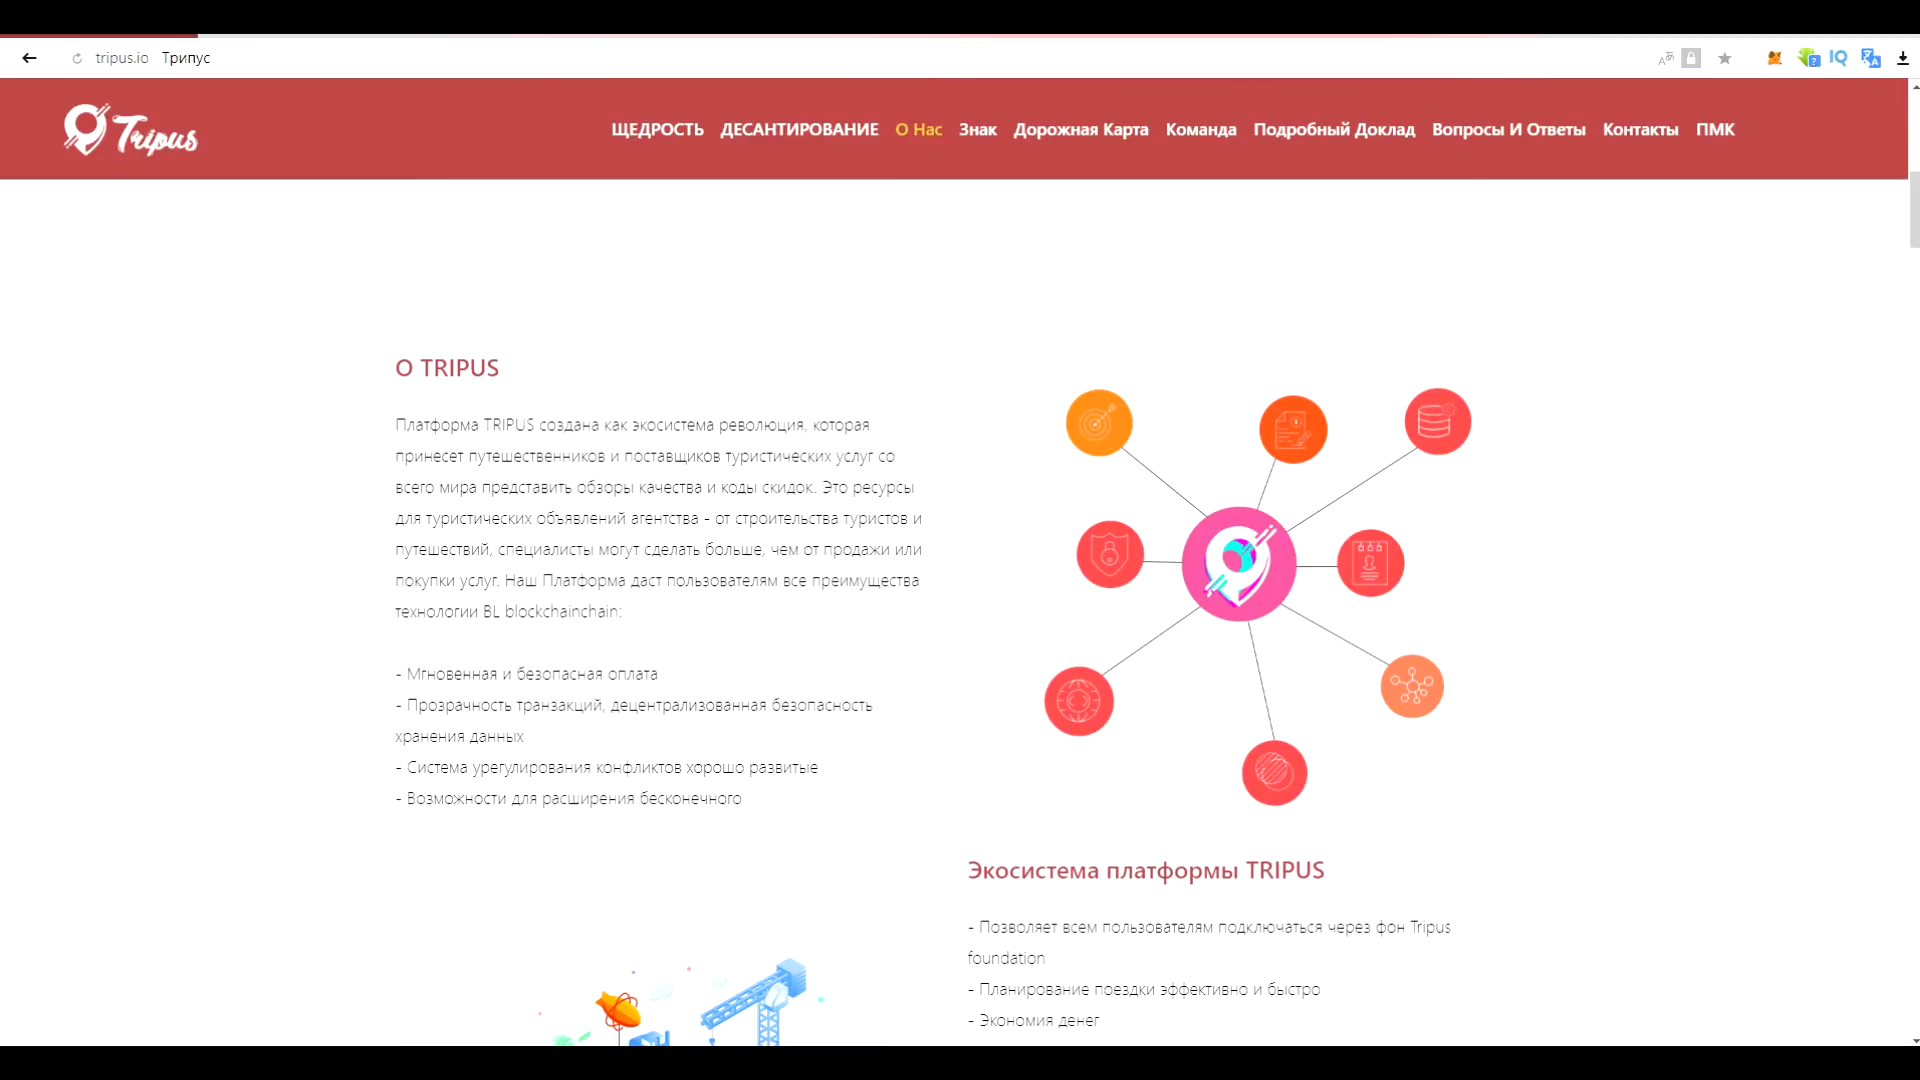 tripus.io Трипус
IQ
Tripus
ЩЕДРОСТЬ ДЕСАНТИРОВАНИЕ О Нас Знак Дорожная Карта Команда Подробный Доклад Вопросы И Ответы Контакты ПМК
О TRIPUS
Платформа TRIPUS создана как экосистема революция, которая
принесет путешественников и поставщиков туристических услуг со
всего мира представить обзоры качества и коды скидок. Это ресурсы
для туристических объявлений агентства - от строительства туристов и
путешествий, специалисты могут сделать больше, чем от продажи или
покупки услуг. Наш Платформа даст пользователям все преимущества
технологии BL blockchainchain:
- Мгновенная и безопасная оплата
- Прозрачность транзакций, децентрализованная безопасность
хранения данных
- Система урегулирования конфликтов хорошо развитые
- Возможности для расширения бесконечного
Экосистема платформы TRIPUS
- Позволяет всем пользователям подключаться через фон Tripus
foundation
- Планирование поездки эффективно и быстро
- Экономия денег